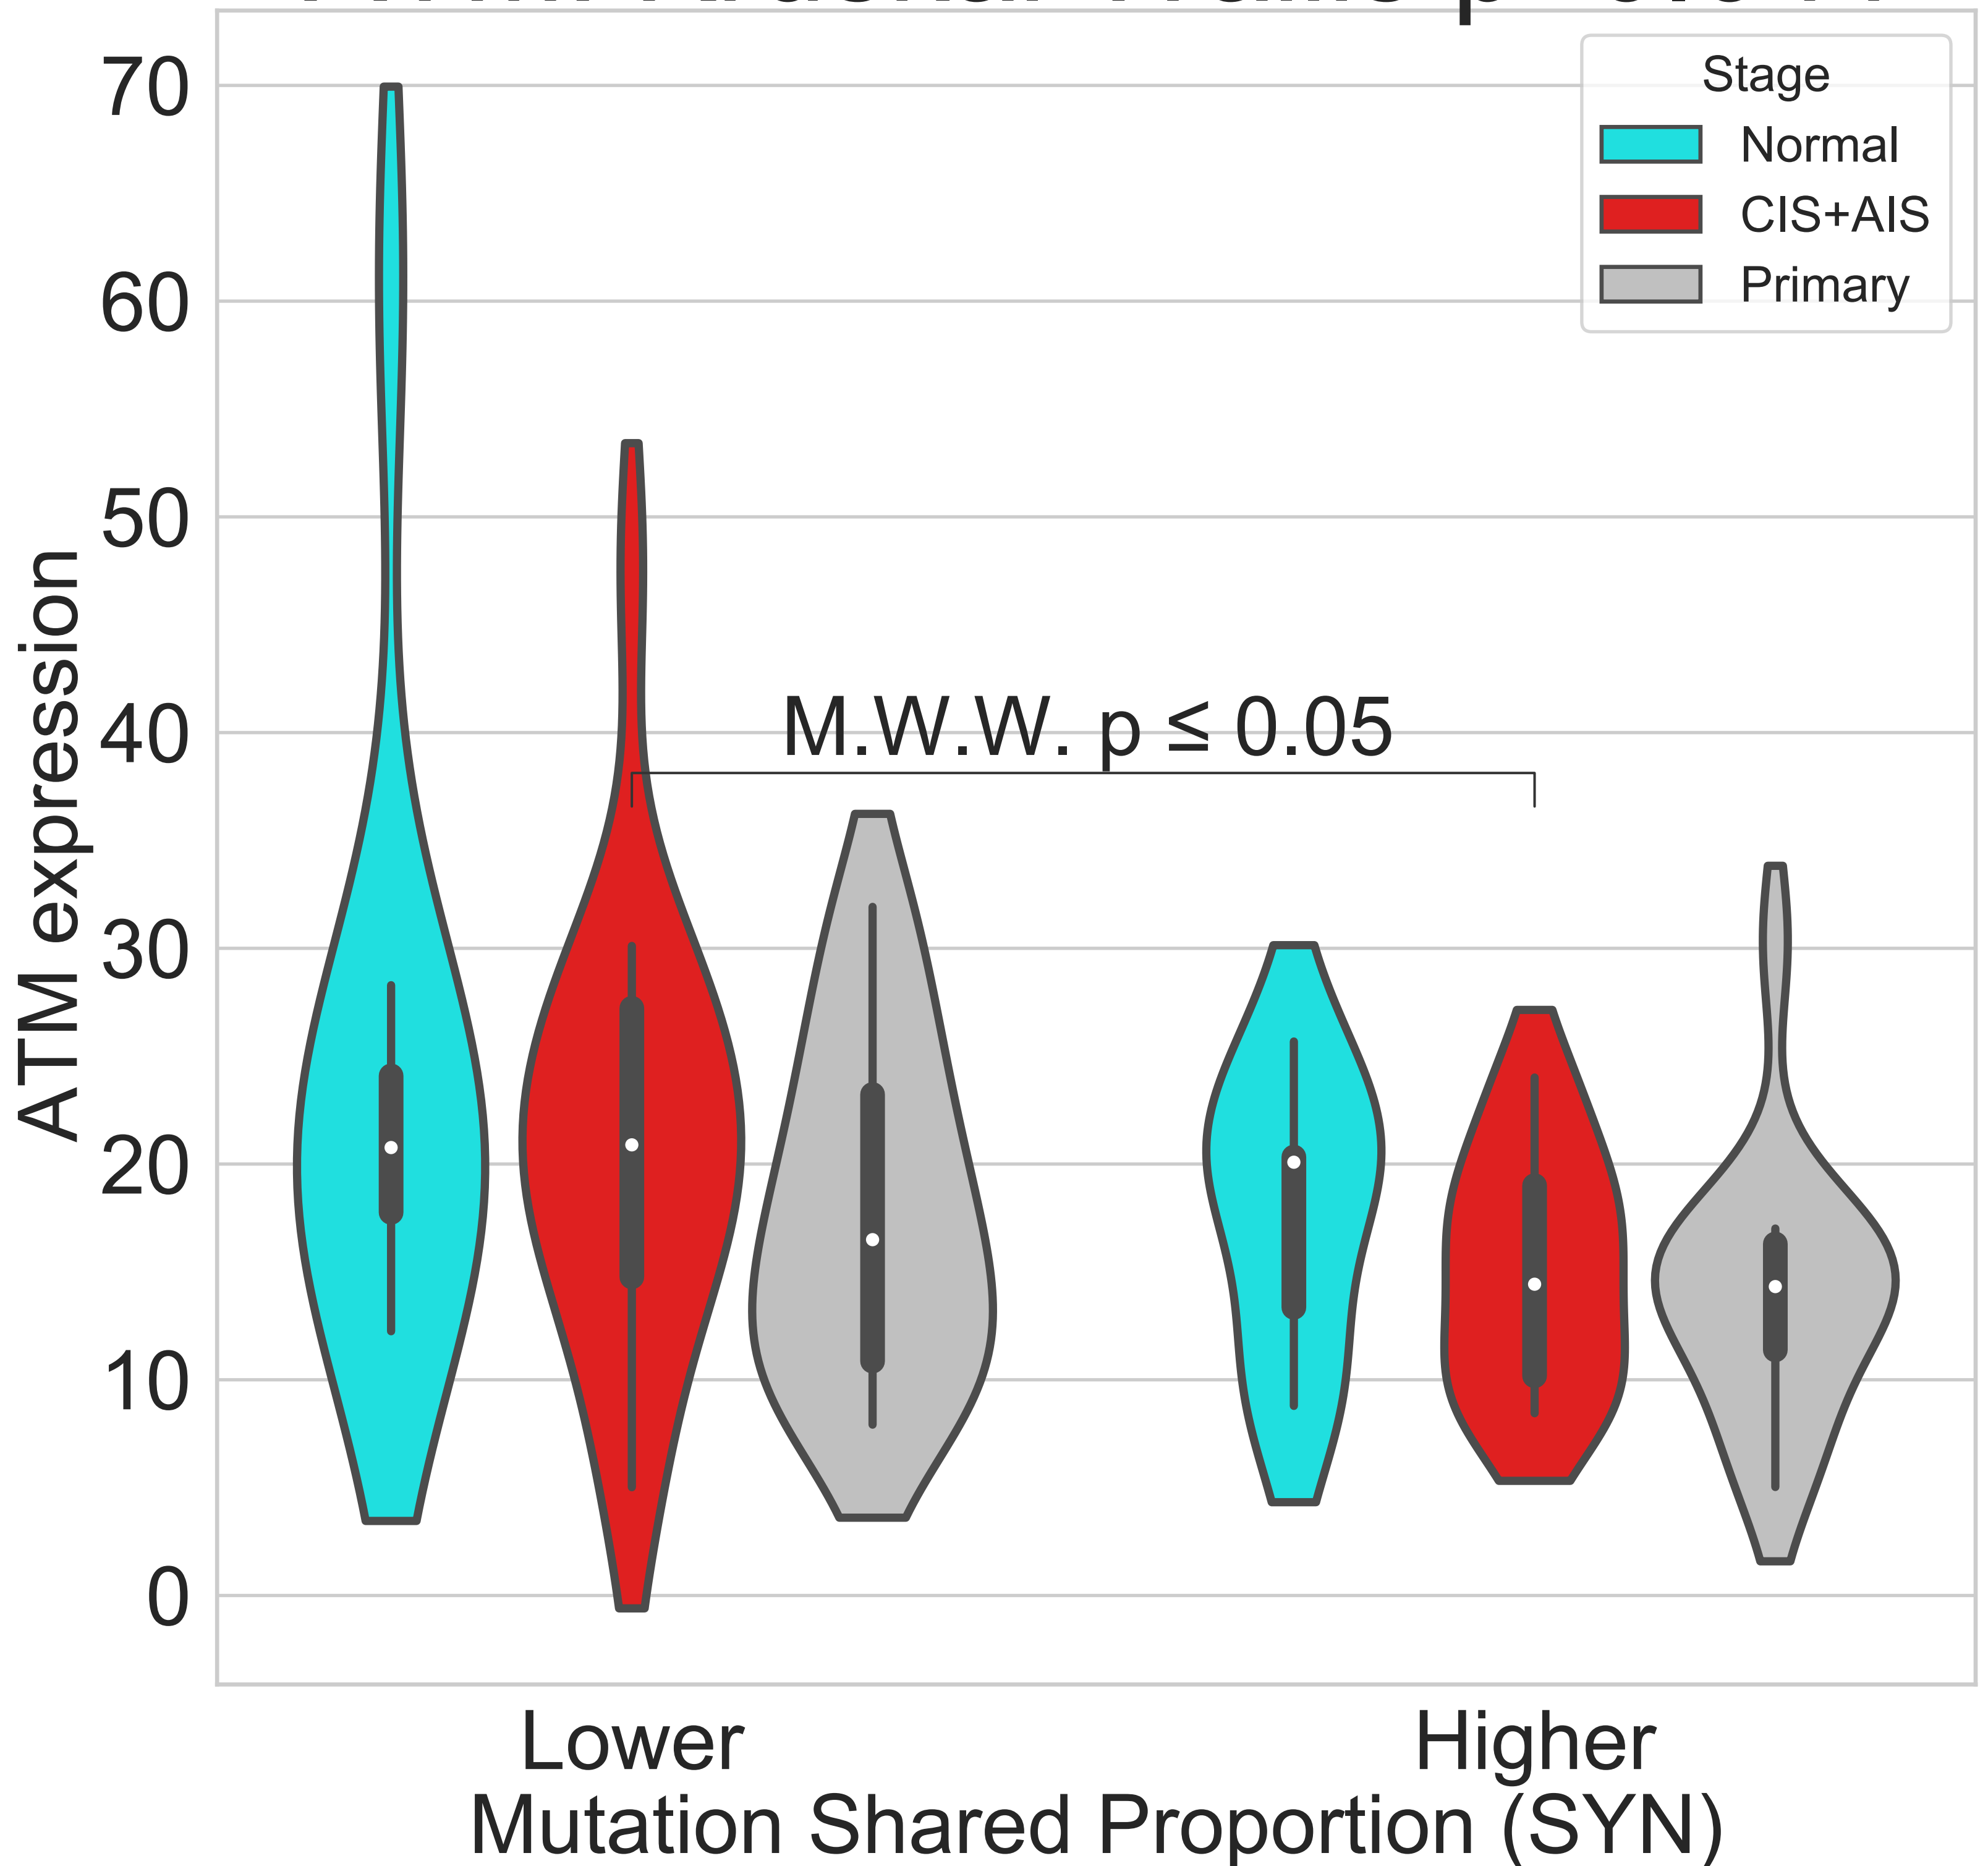 70
60
50
40
30
20
10
0
ATM expression
Stage
Normal
CIS+AIS
Primary
M.W.W. p ≤ 0.05
Lower
Higher
Mutation Shared Proportion (SYN)